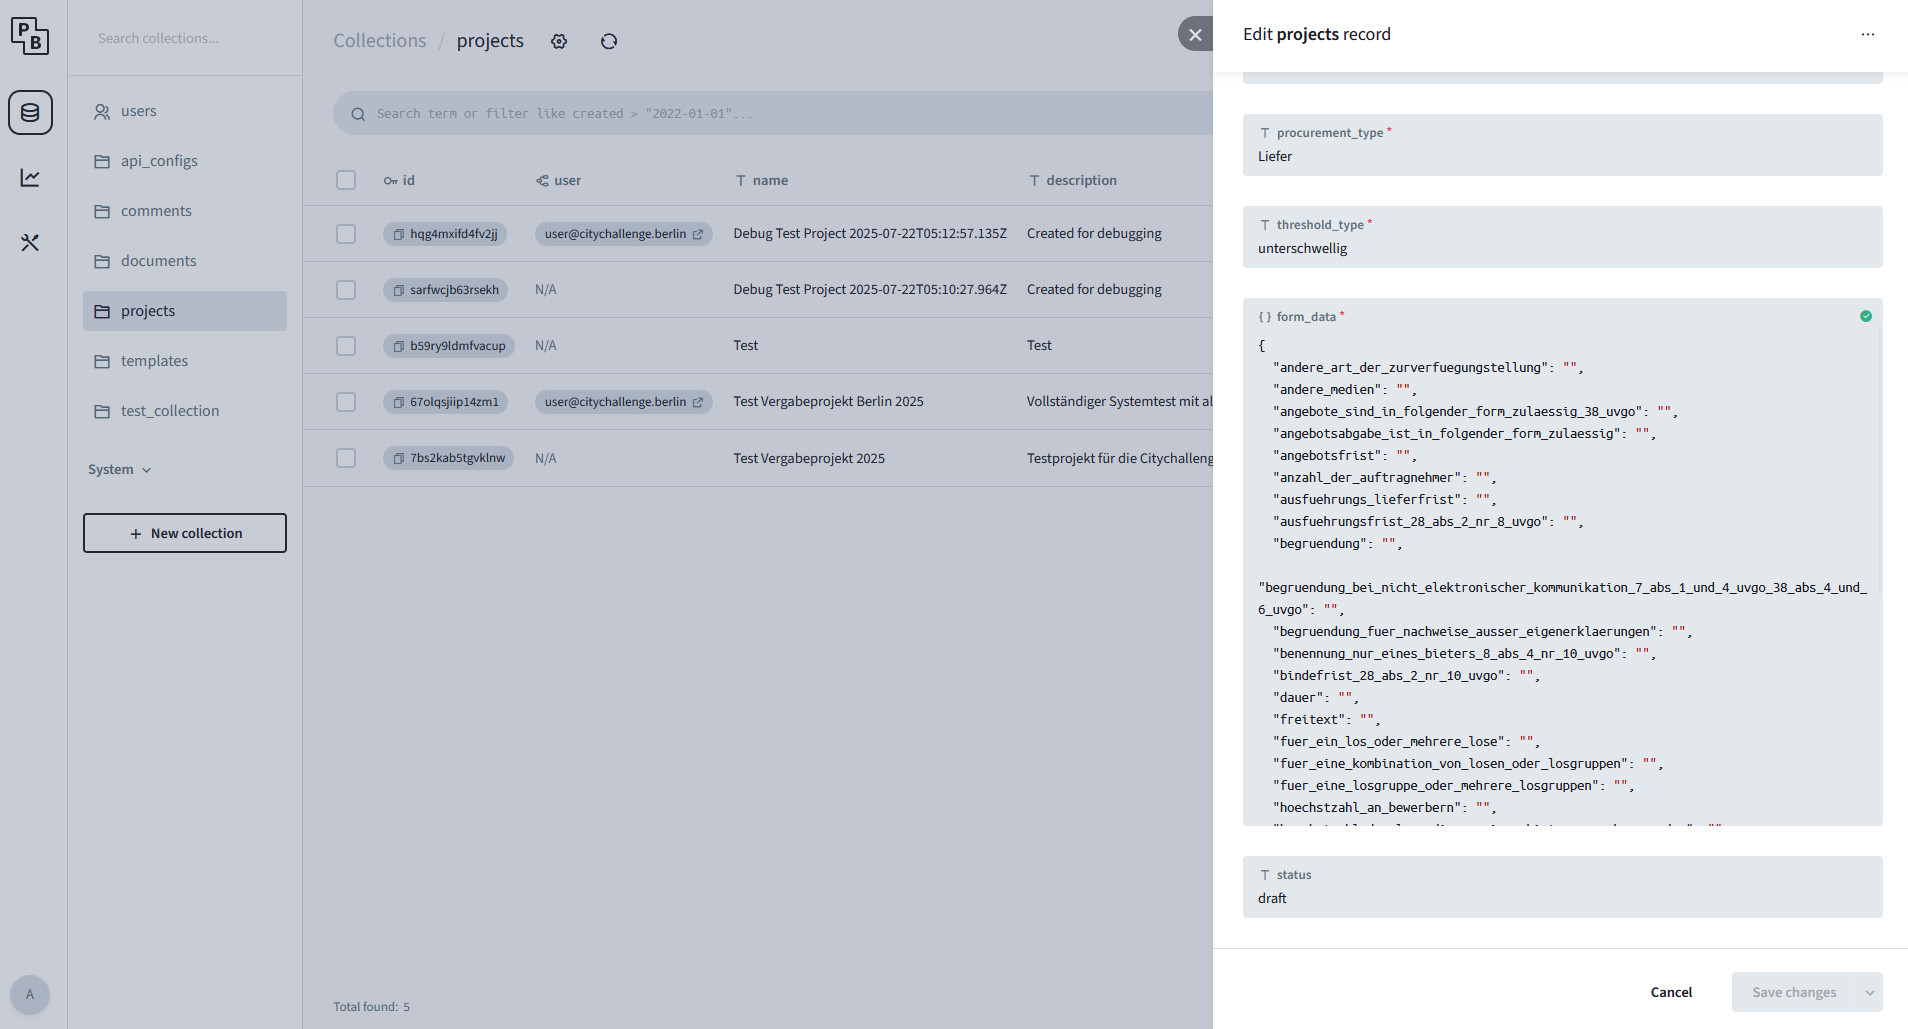 PB
Search collections...
users
api_configs
comments
documents
projects
templates
test_collection
System
+ New collection
A
Collections / projects
Search term or filter like created > "2022-01-01"...
id user name description
hqg4mxifd4fv2jj user@citychallenge.berlin Debug Test Project 2025-07-22T05:12:57.135Z Created for debugging
sarfwcjb63rsekh N/A Debug Test Project 2025-07-22T05:10:27.964Z Created for debugging
b59ry9ldmfvacup N/A Test Test
67olqsjiip14zm1 user@citychallenge.berlin Test Vergabeprojekt Berlin 2025 Vollständiger Systemtest mit al
7bs2kab5tgvklnw N/A Test Vergabeprojekt 2025 Testprojekt für die Citychalleng
Total found: 5
Edit projects record
procurement_type *
Liefer
threshold_type *
unterschwellig
{ } form_data *
{
"andere_art_der_zurverfuegungstellung": "",
"andere_medien": "",
"angebote_sind_in_folgender_form_zulaessig_38_uvgo": "",
"angebotsabgabe_ist_in_folgender_form_zulaessig": "",
"angebotsfrist": "",
"anzahl_der_auftragnehmer": "",
"ausfuehrungs_lieferfrist": "",
"ausfuehrungsfrist_28_abs_2_nr_8_uvgo": "",
"begruendung": "",
"begruendung_bei_nicht_elektronischer_kommunikation_7_abs_1_und_4_uvgo_38_abs_4_und_
6_uvgo": "",
"begruendung_fuer_nachweise_ausser_eigenerklaerungen": "",
"benennung_nur_eines_bieters_8_abs_4_nr_10_uvgo": "",
"bindefrist_28_abs_2_nr_10_uvgo": "",
"dauer": "",
"freitext": "",
"fuer_ein_los_oder_mehrere_lose": "",
"fuer_eine_kombination_von_losen_oder_losgruppen": "",
"fuer_eine_losgruppe_oder_mehrere_losgruppen": "",
"hoechstzahl_an_bewerbern": "",
status
draft
Cancel
Save changes